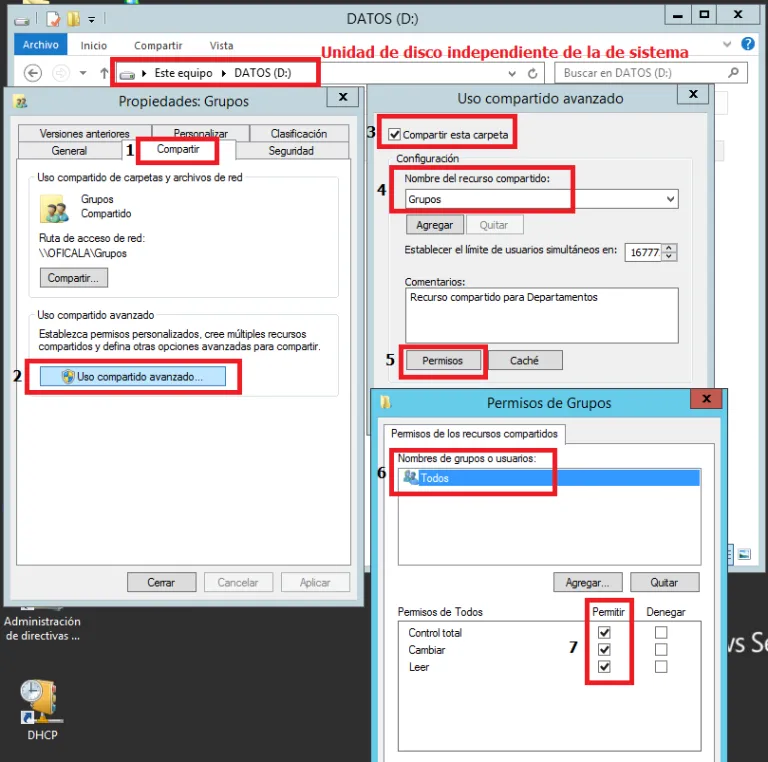 DATOS (D:)
Archivo Inicio Compartir Vista
Unidad de disco independiente de la de sistema
Este equipo DATOS (D:)
Buscar en DATOS (D:)
Propiedades: Grupos
Versiones anteriores Personalizar Clasificación
General 1 Compartir Seguridad
Uso compartido de carpetas y archivos de red
Grupos
Compartido
Ruta de acceso de red:
\\OFICALA\Grupos
Compartir...
Uso compartido avanzado
Establezca permisos personalizados, cree múltiples recursos
compartidos y defina otras opciones avanzadas para compartir.
2 Uso compartido avanzado...
Cerrar Cancelar Aplicar
Uso compartido avanzado
3 Compartir esta carpeta
Configuración
4 Nombre del recurso compartido:
Grupos
Agregar Quitar
Establecer el límite de usuarios simultáneos en: 16777
Comentarios:
Recurso compartido para Departamentos
5 Permisos Caché
Permisos de Grupos
Permisos de los recursos compartidos
6 Nombres de grupos o usuarios:
Todos
Agregar... Quitar
Permisos de Todos Permitir Denegar
Control total
7 Cambiar
Leer
Administración
de directivas ...
DHCP
vs Se